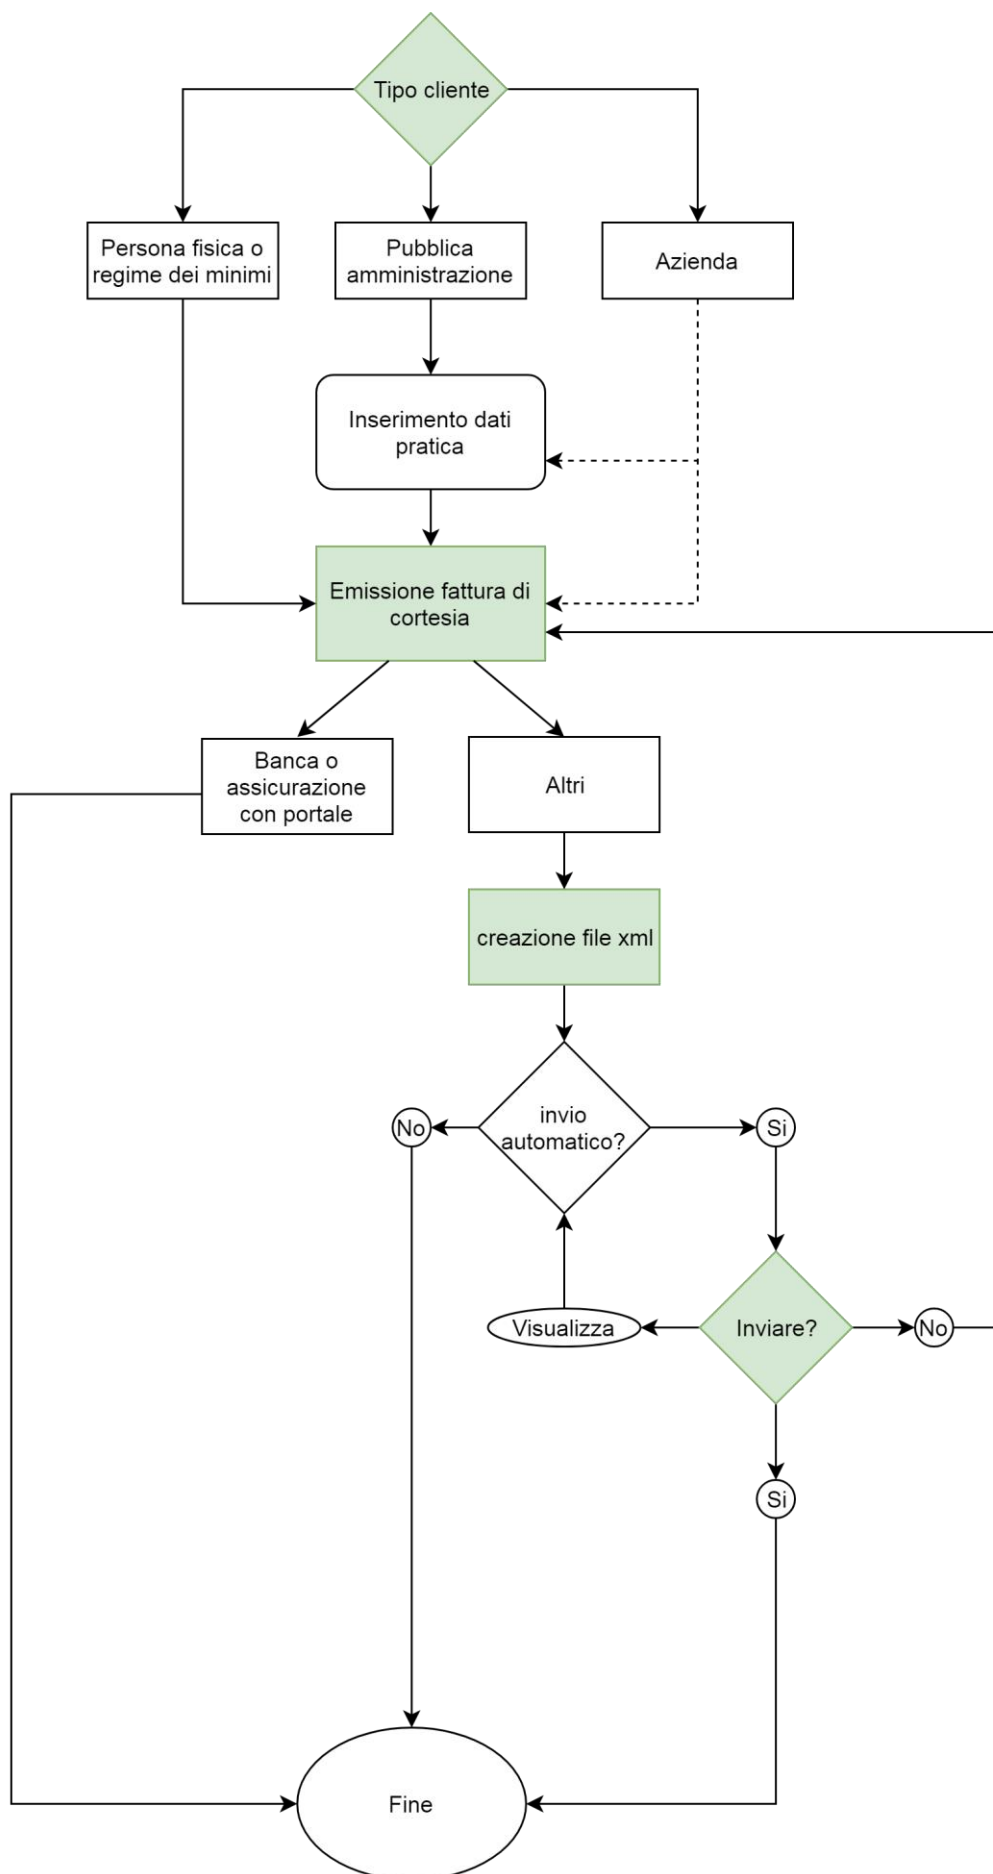 Tipo cliente
Persona fisica o
regime dei minimi
Pubblica
amministrazione
Azienda
Inserimento dati
pratica
Emissione fattura di
cortesia
Banca o
assicurazione
con portale
Altri
creazione file xml
No
invio
automatico?
Si
Visualizza
Inviare?
No
Si
Fine